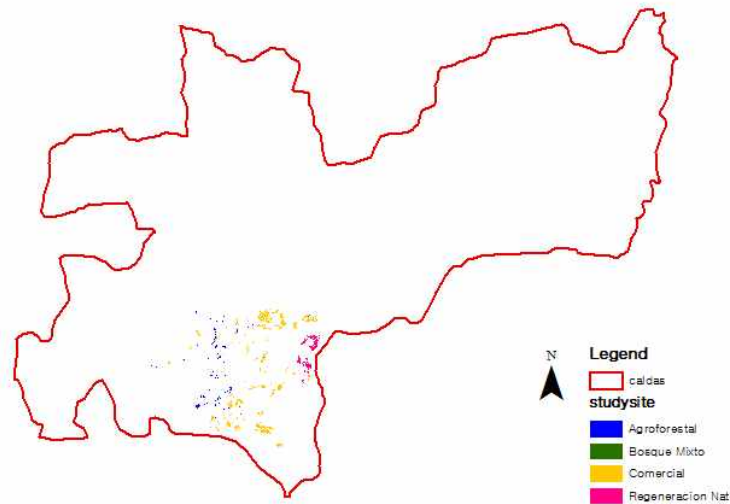 N
Legend
caldas
studysite
Agroforestal
Bosque Mixto
Comercial
Regeneracion Nat